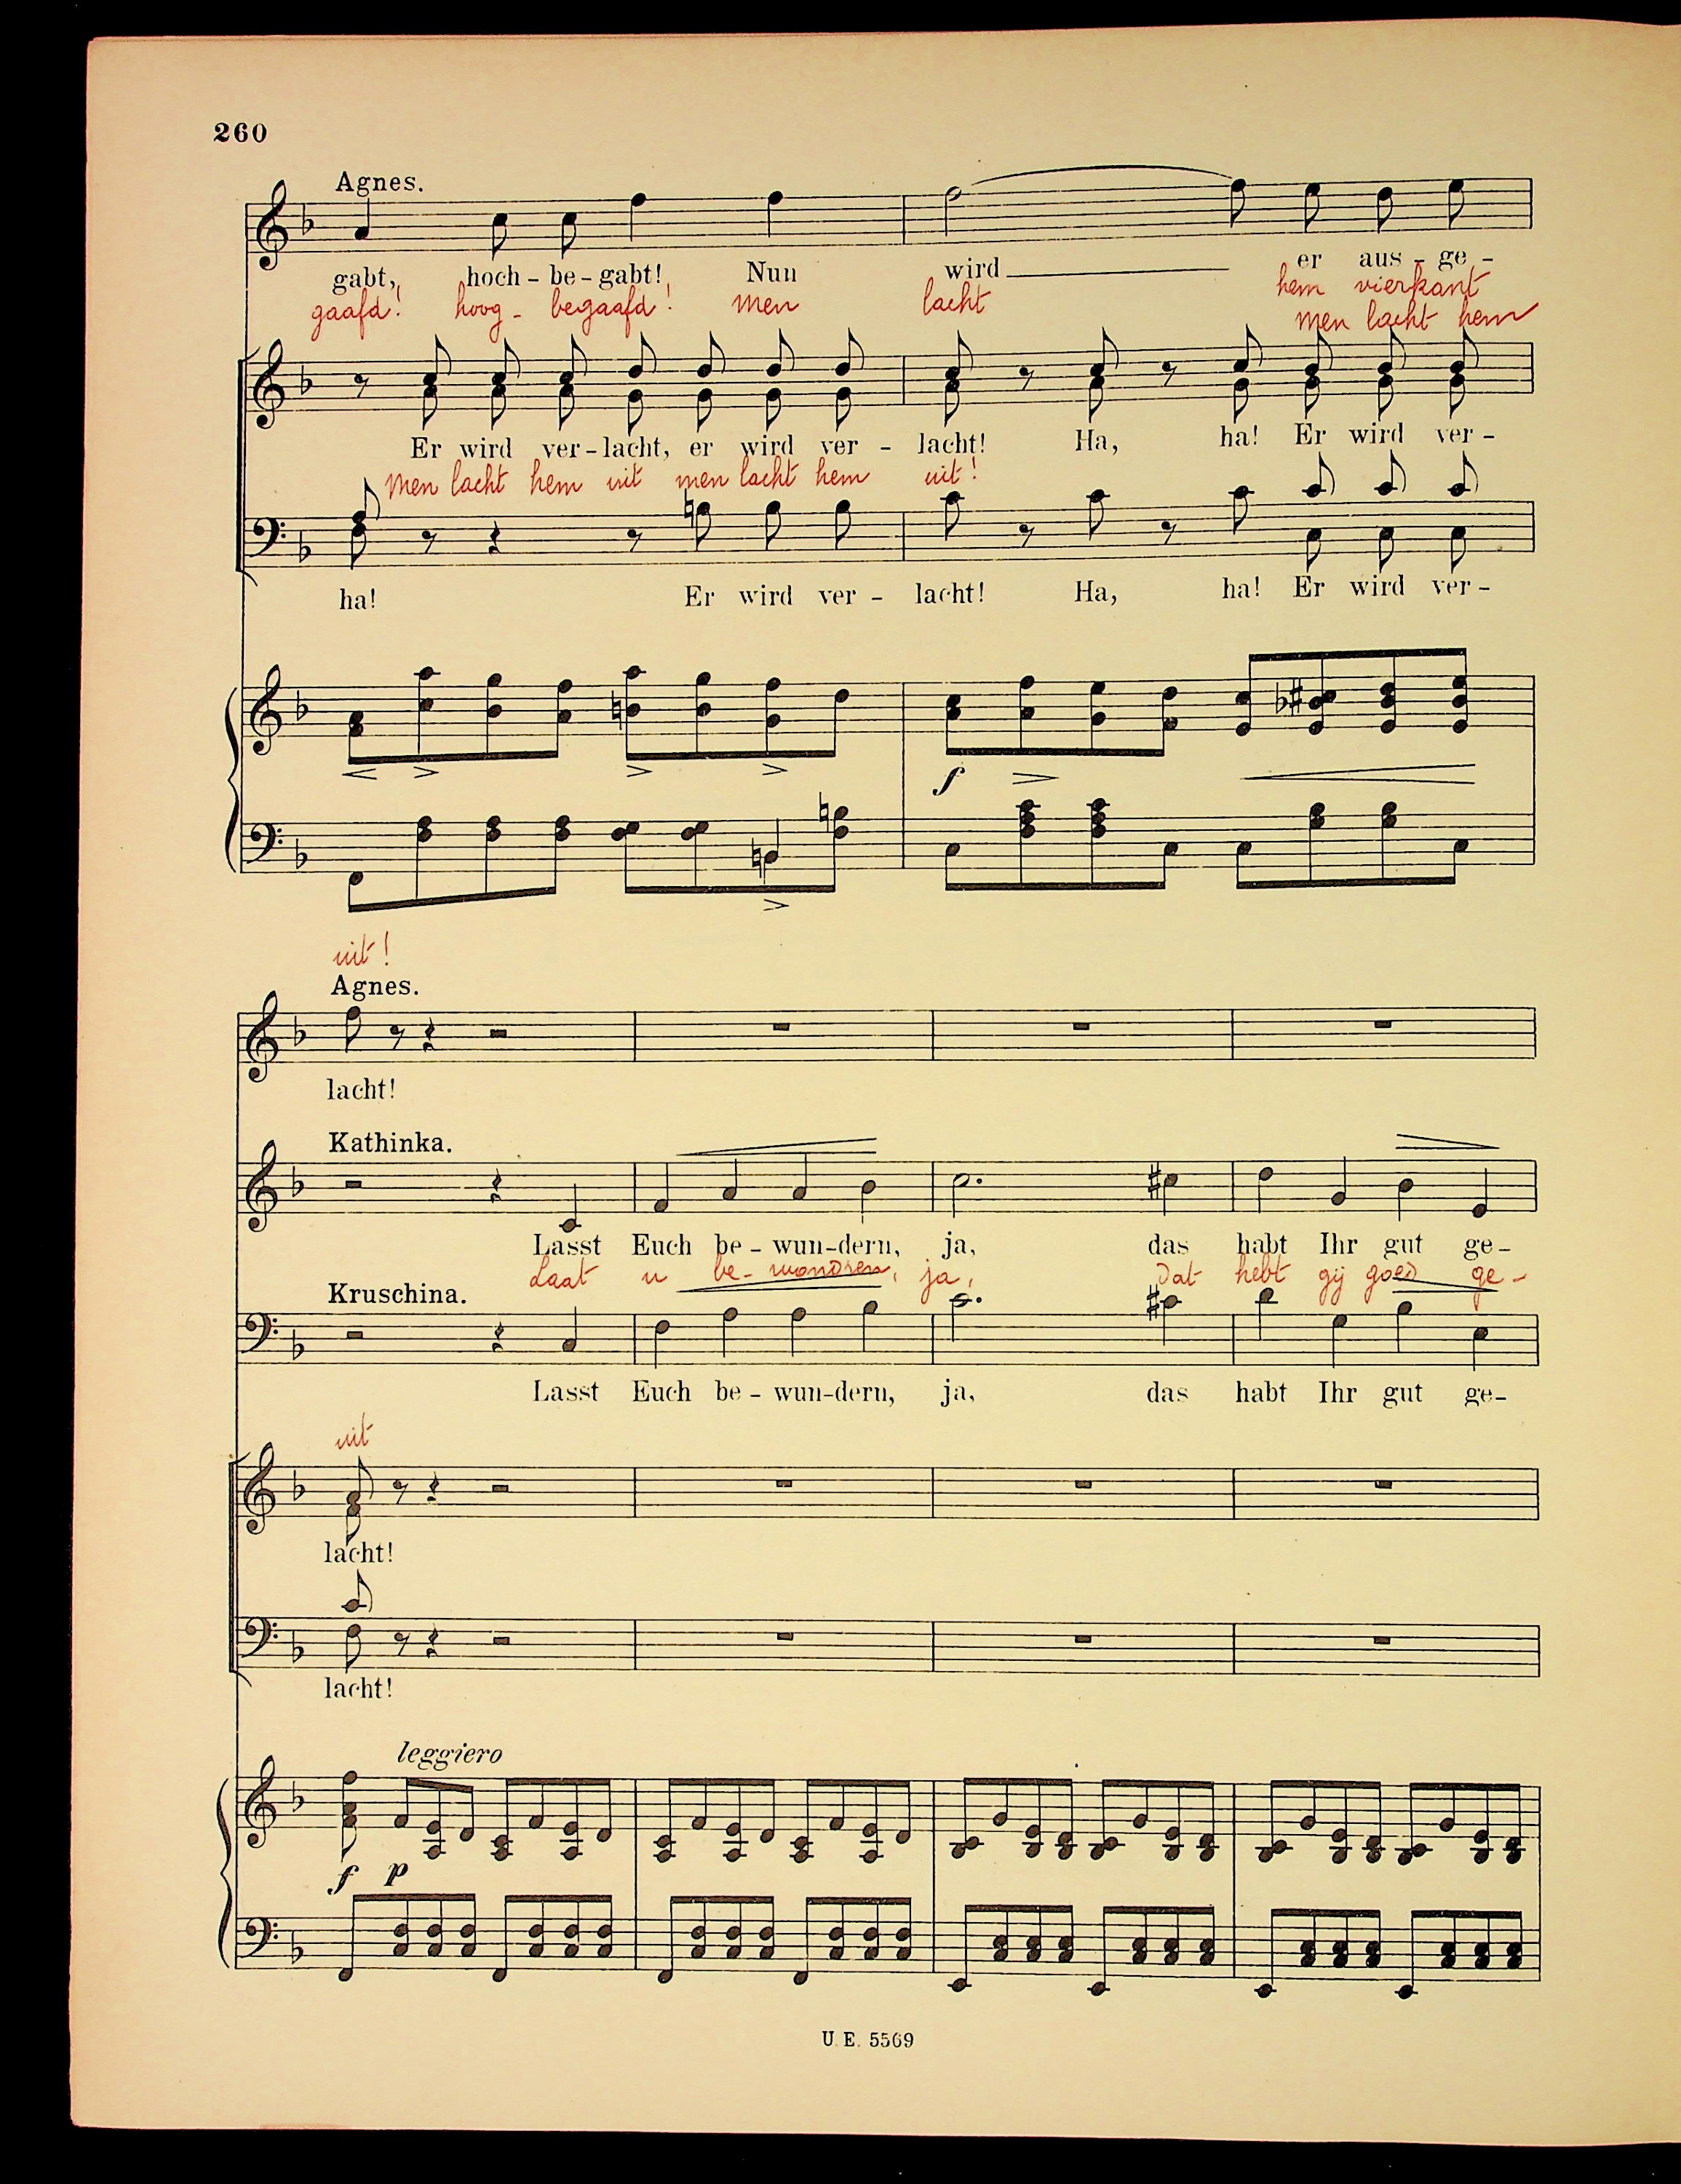 260
Agnes.
gabt, hoch - be - gabt! Nun wird er aus - ge -
gaafd! hoog - begaafd! men lacht hem vierkant
men lacht hem
Er wird ver - lacht, er wird ver - lacht! Ha, ha! Er wird ver -
men lacht hem uit men lacht hem uit!
ha! Er wird ver - lacht! Ha, ha! Er wird ver -
f
uit!
Agnes.
lacht!
Kathinka.
Lasst Euch be - wun - dern, ja, das habt Ihr gut ge -
Laat u be - wondren, ja, dat hebt gij goed ge -
Kruschina.
Lasst Euch be - wun - dern, ja, das habt Ihr gut ge -
uit
lacht!
lacht!
leggiero
f p
U. E. 5569